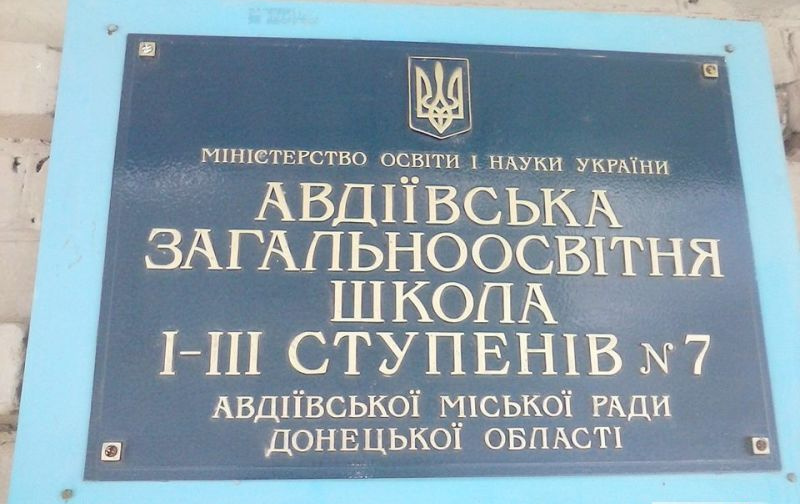 МІНІСТЕРСТВО ОСВІТИ І НАУКИ УКРАЇНИ
АВДІЇВСЬКА
ЗАГАЛЬНООСВІТНЯ
ШКОЛА
І-ІІІ СТУПЕНІВ № 7
АВДІЇВСЬКОЇ МІСЬКОЇ РАДИ
ДОНЕЦЬКОЇ ОБЛАСТІ